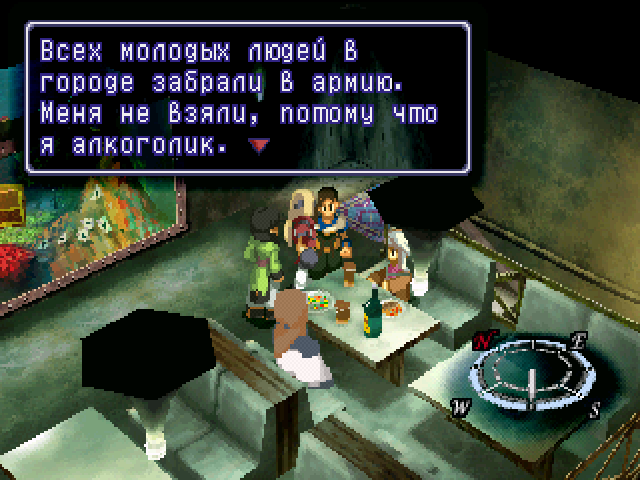 Всех молодых людей в
городе забрали в армию.
Меня не взяли, потому что
я алкоголик.
N
E
W
S